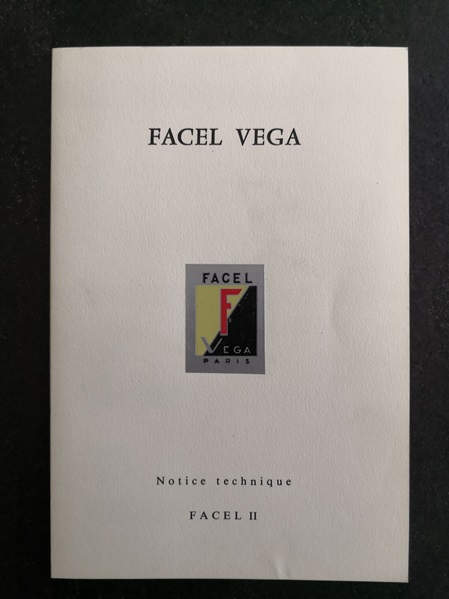 FACEL VEGA
FACEL
F
VEGA
PARIS
Notice technique
FACEL II